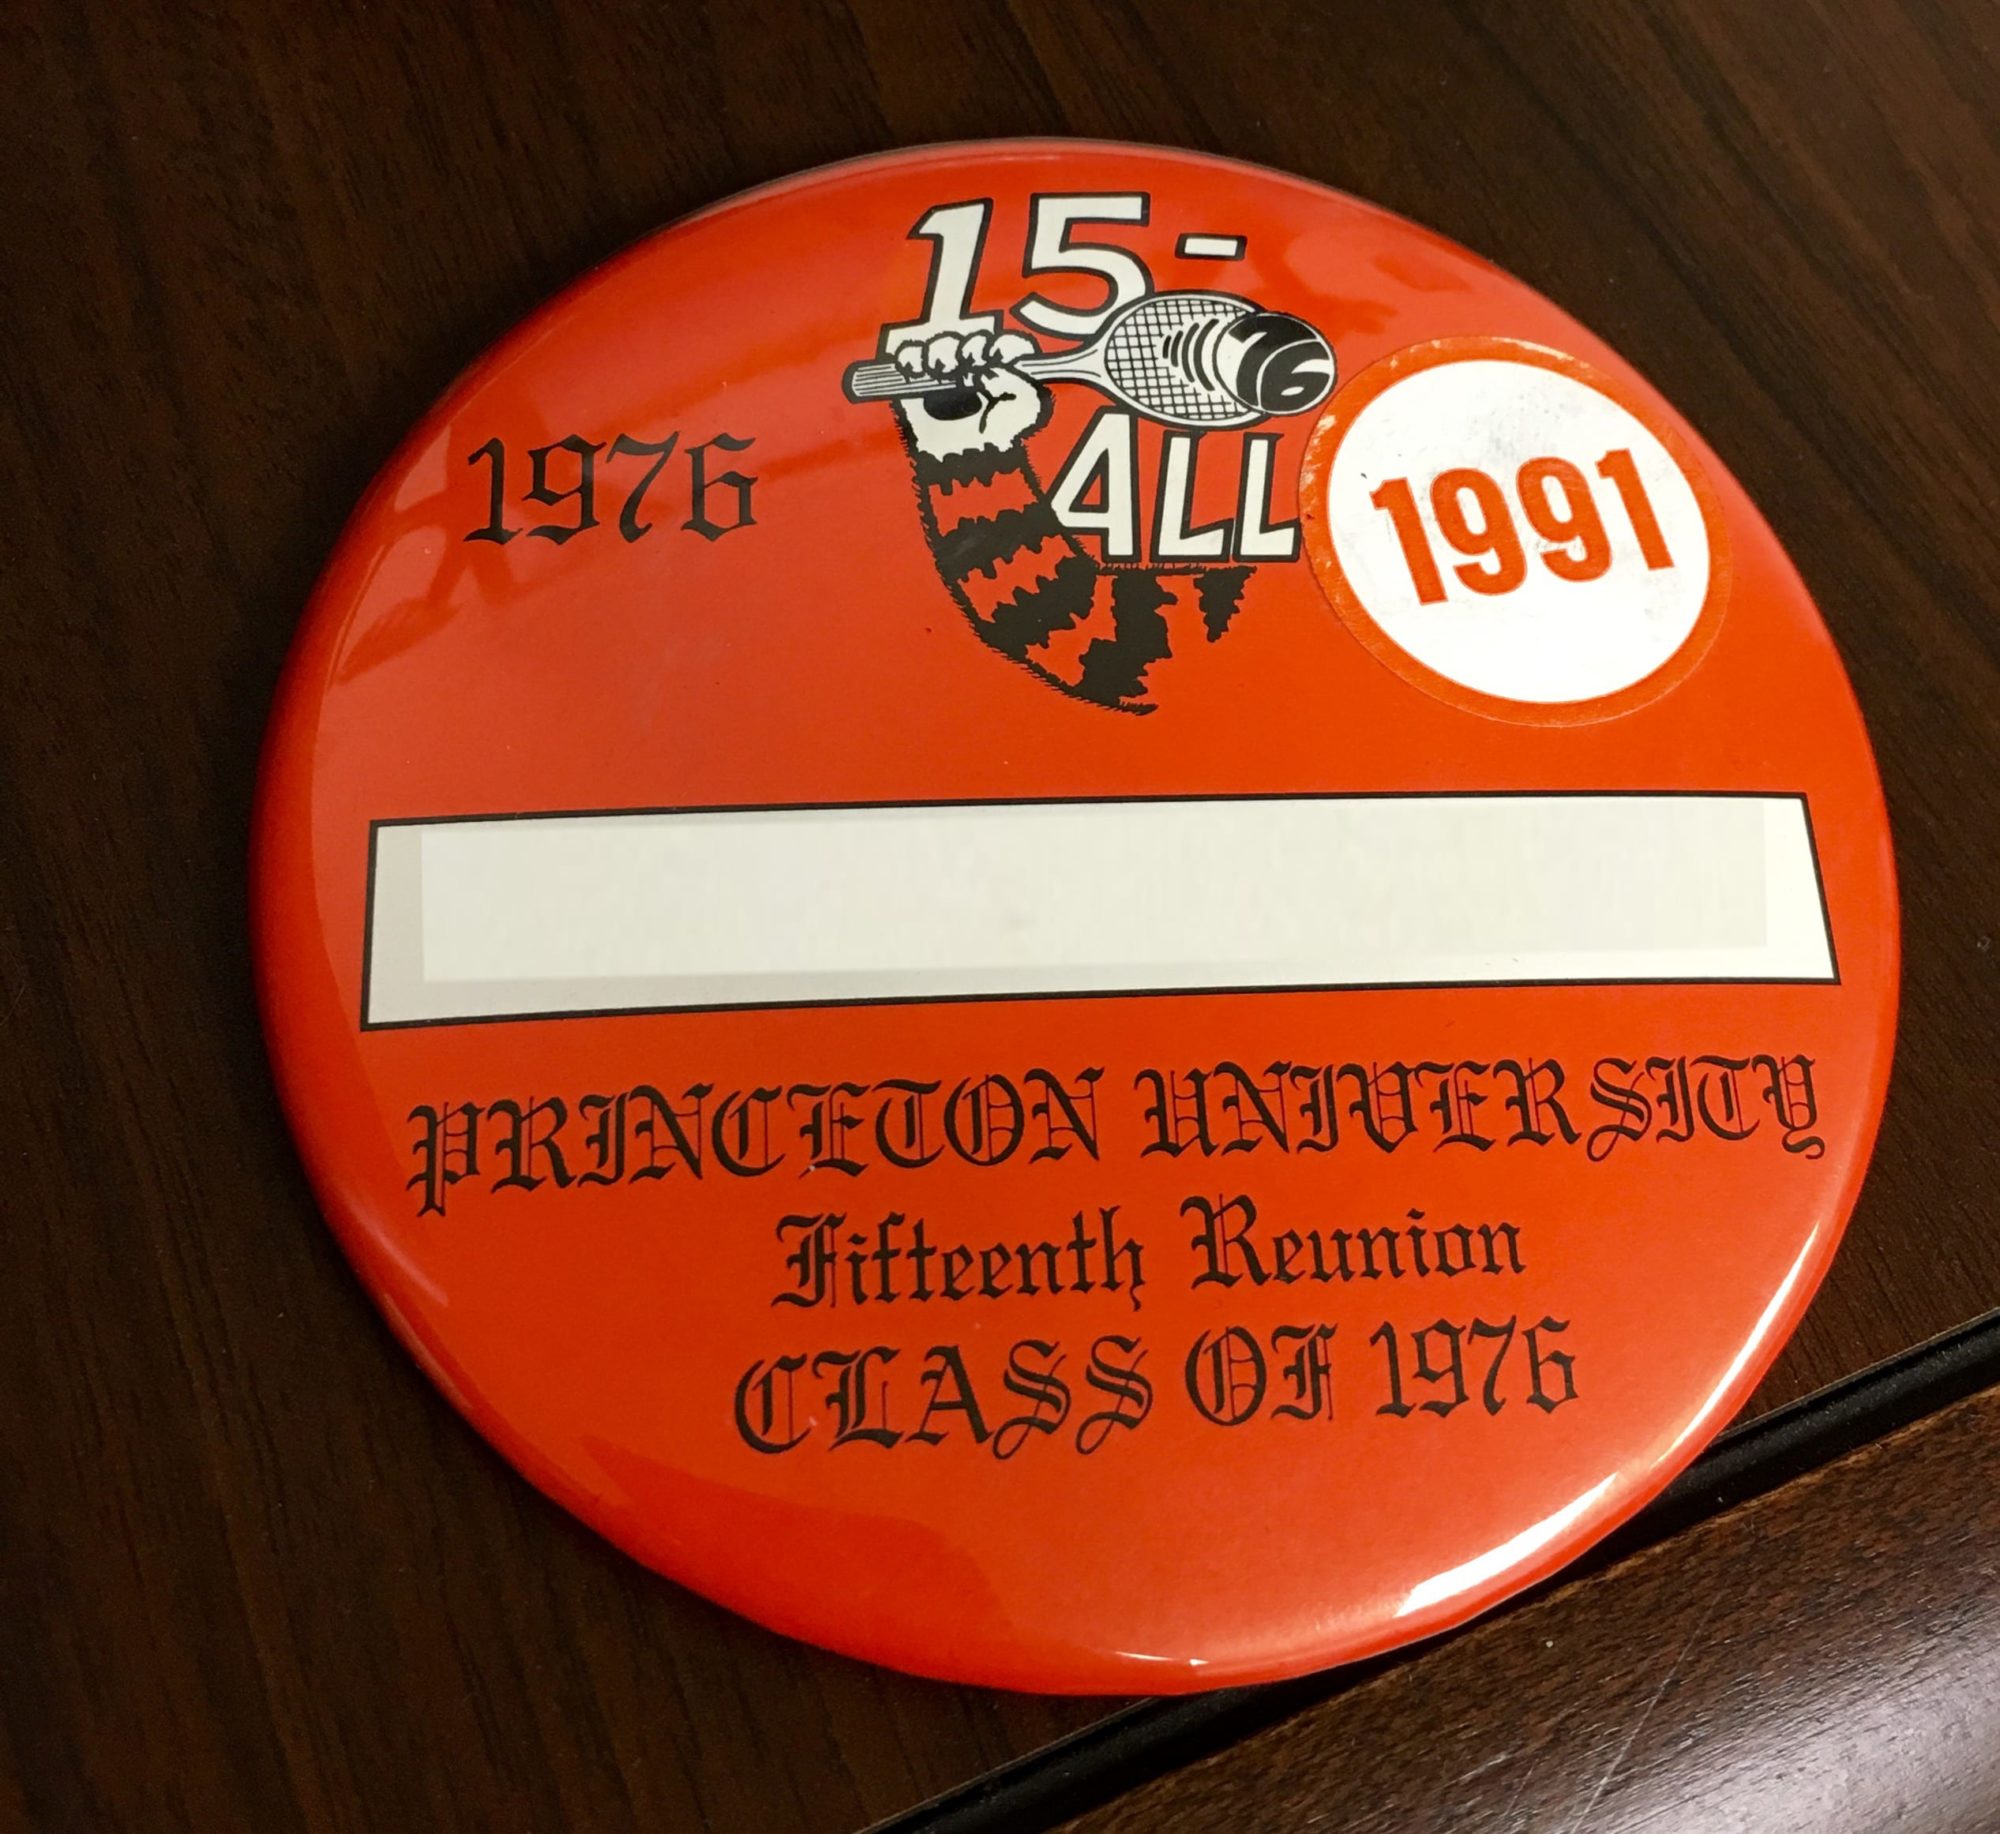 15-
76
ALL
1976
1991
PRINCETON UNIVERSITY
Fifteenth Reunion
CLASS OF 1976